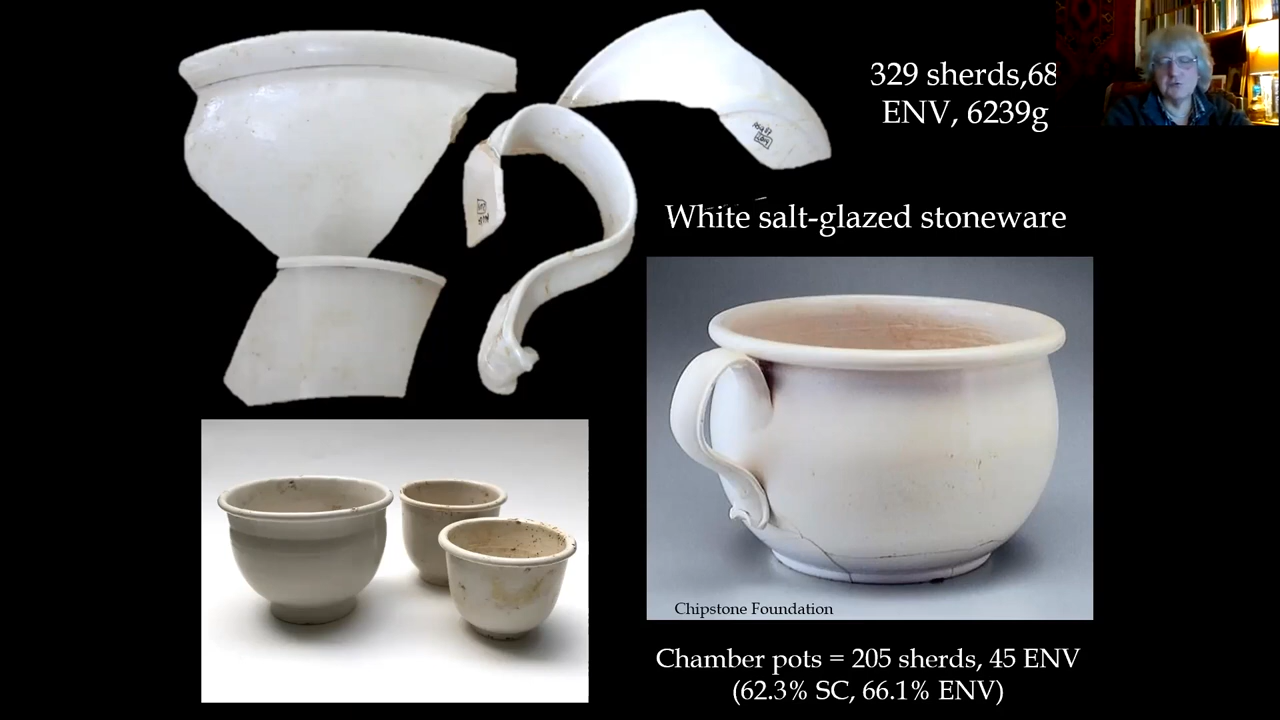 329 sherds,68
ENV, 6239g
White salt-glazed stoneware
Chipstone Foundation
Chamber pots = 205 sherds, 45 ENV
(62.3% SC, 66.1% ENV)